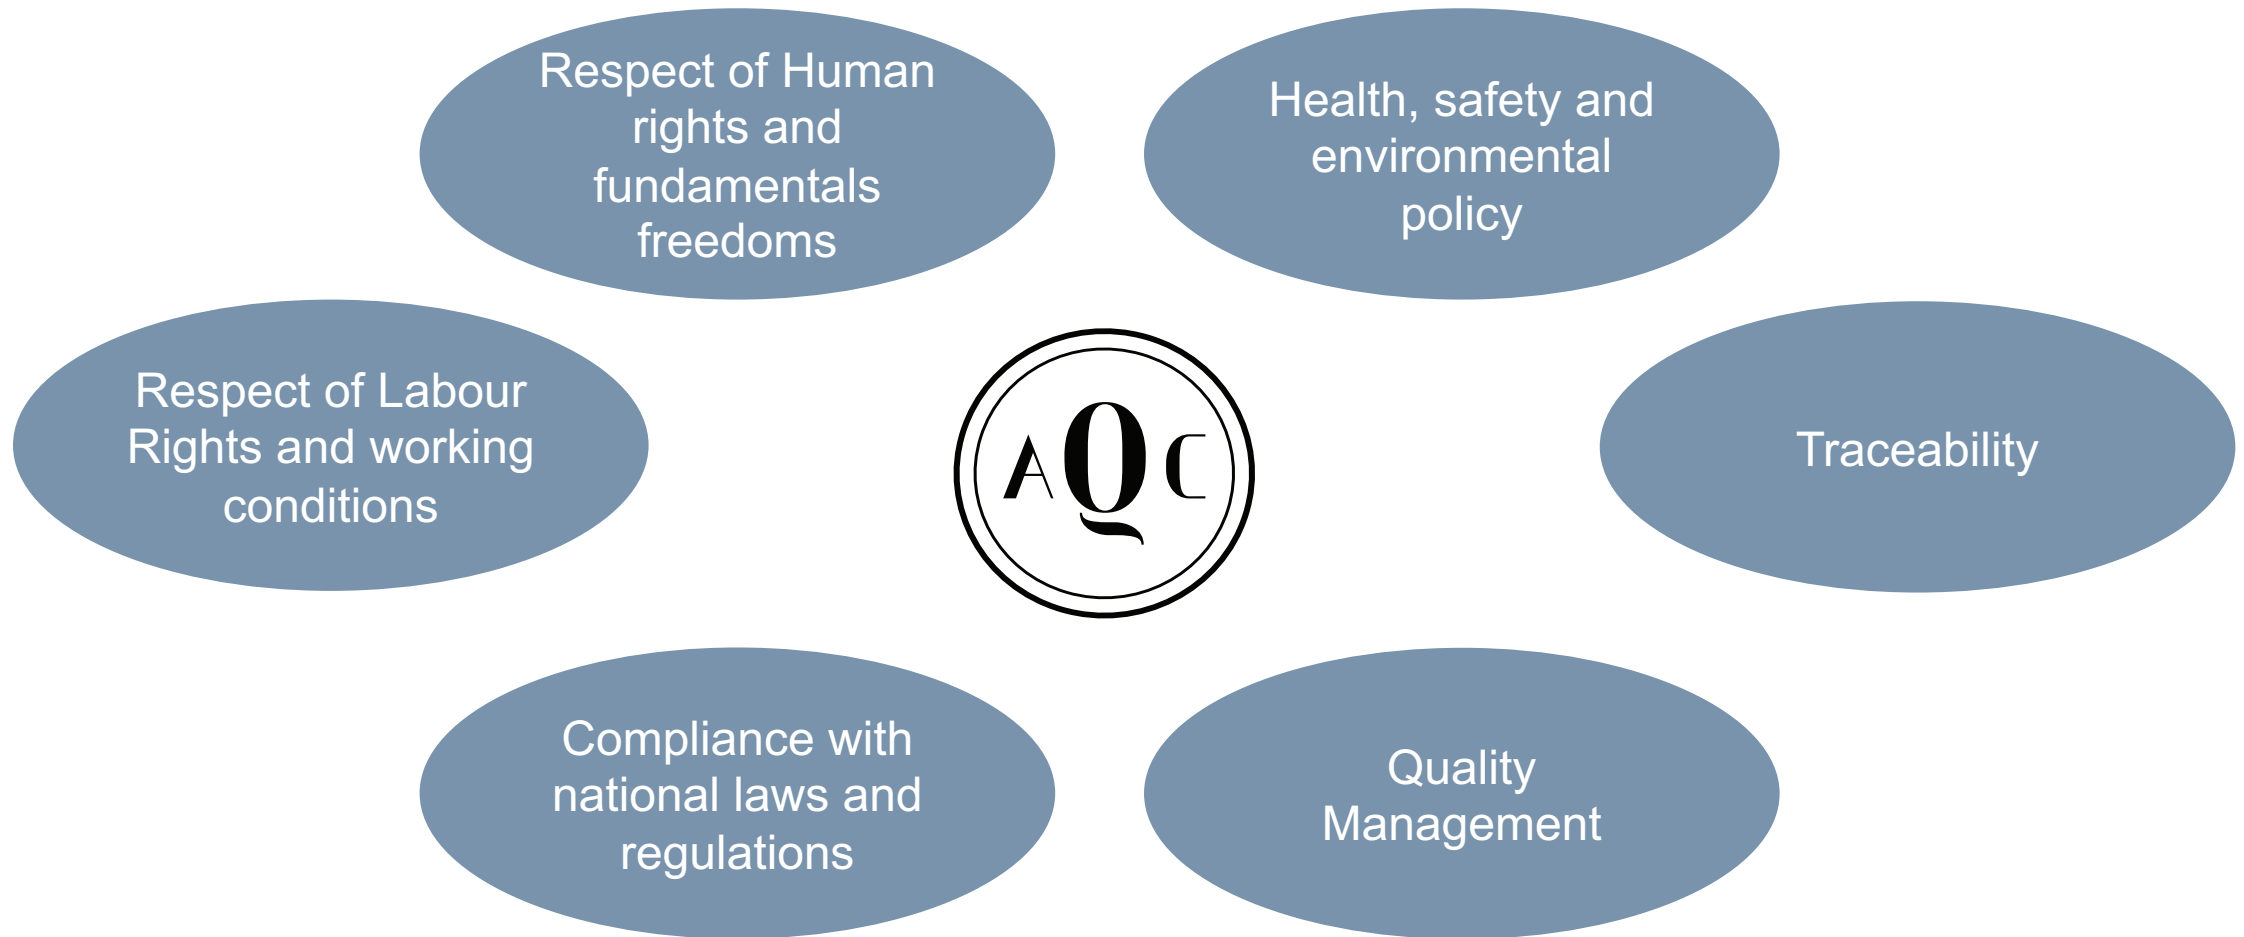 Respect of Human
rights and
fundamentals
freedoms
Health, safety and
environmental
policy
Respect of Labour
Rights and working
conditions
AQC
Traceability
Compliance with
national laws and
regulations
Quality
Management